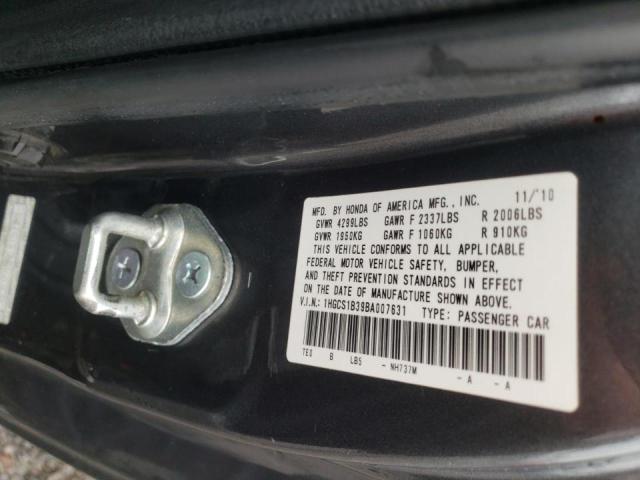 MFD. BY HONDA OF AMERICA MFG., INC. 11/'10
GVWR 4299LBS GAWR F 2337LBS R 2006LBS
GVWR 1950KG GAWR F 1060KG R 910KG
THIS VEHICLE CONFORMS TO ALL APPLICABLE
FEDERAL MOTOR VEHICLE SAFETY, BUMPER,
AND THEFT PREVENTION STANDARDS IN EFFECT
ON THE DATE OF MANUFACTURE SHOWN ABOVE.
V.I.N.: 1HGCS1B39BA007631 TYPE: PASSENGER CAR
TE0 B LB5 - NH737M - A - A